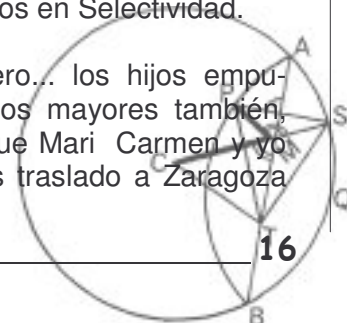 os en Selectividad.
ero... los hijos empu-
os mayores también,
ue Mari Carmen y yo
s traslado a Zaragoza
16
A
P
S
C
M
T
Q
B